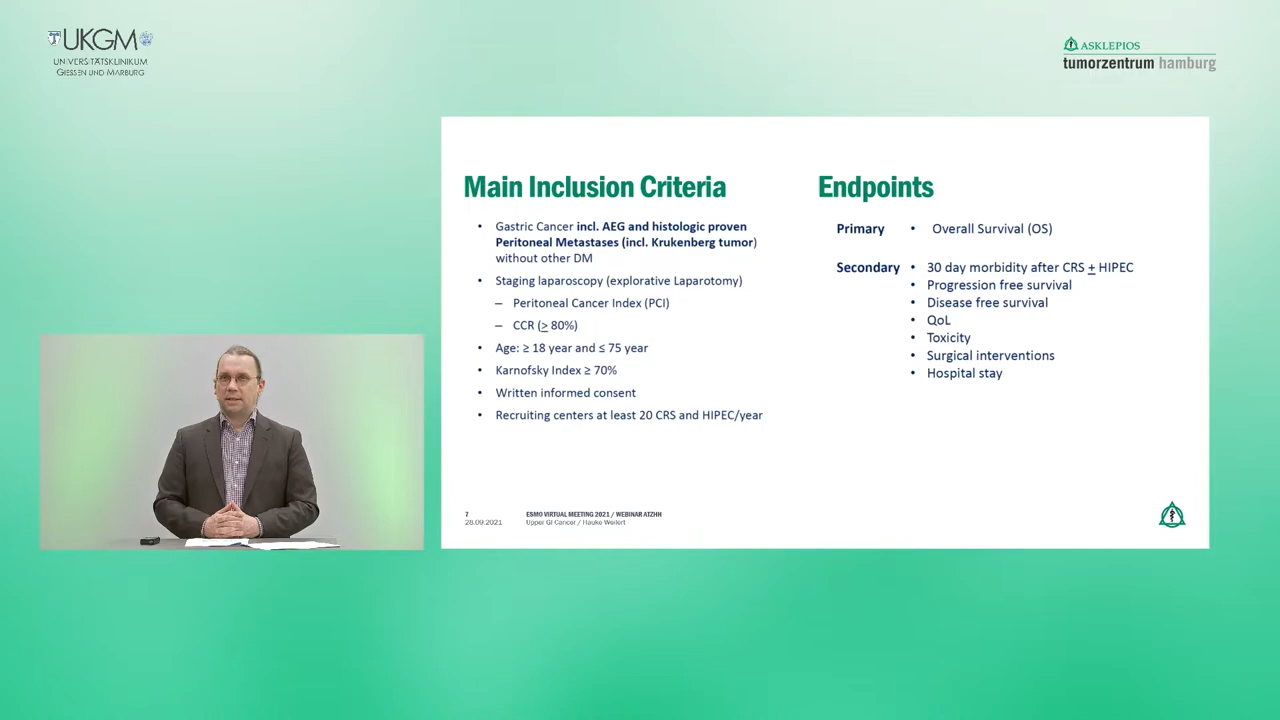 UKGM
UNIVERSITÄTSKLINIKUM
GIESSEN UND MARBURG
ASKLEPIOS
tumorzentrum hamburg
Main Inclusion Criteria
• Gastric Cancer incl. AEG and histologic proven
Peritoneal Metastases (incl. Krukenberg tumor)
without other DM
• Staging laparoscopy (explorative Laparotomy)
– Peritoneal Cancer Index (PCI)
– CCR (≥ 80%)
• Age: ≥ 18 year and ≤ 75 year
• Karnofsky Index ≥ 70%
• Written informed consent
• Recruiting centers at least 20 CRS and HIPEC/year
Endpoints
Primary • Overall Survival (OS)
Secondary • 30 day morbidity after CRS ± HIPEC
• Progression free survival
• Disease free survival
• QoL
• Toxicity
• Surgical interventions
• Hospital stay
7
28.09.2021
ESMO VIRTUAL MEETING 2021 / WEBINAR ATZHH
Upper GI Cancer / Hauke Weilert